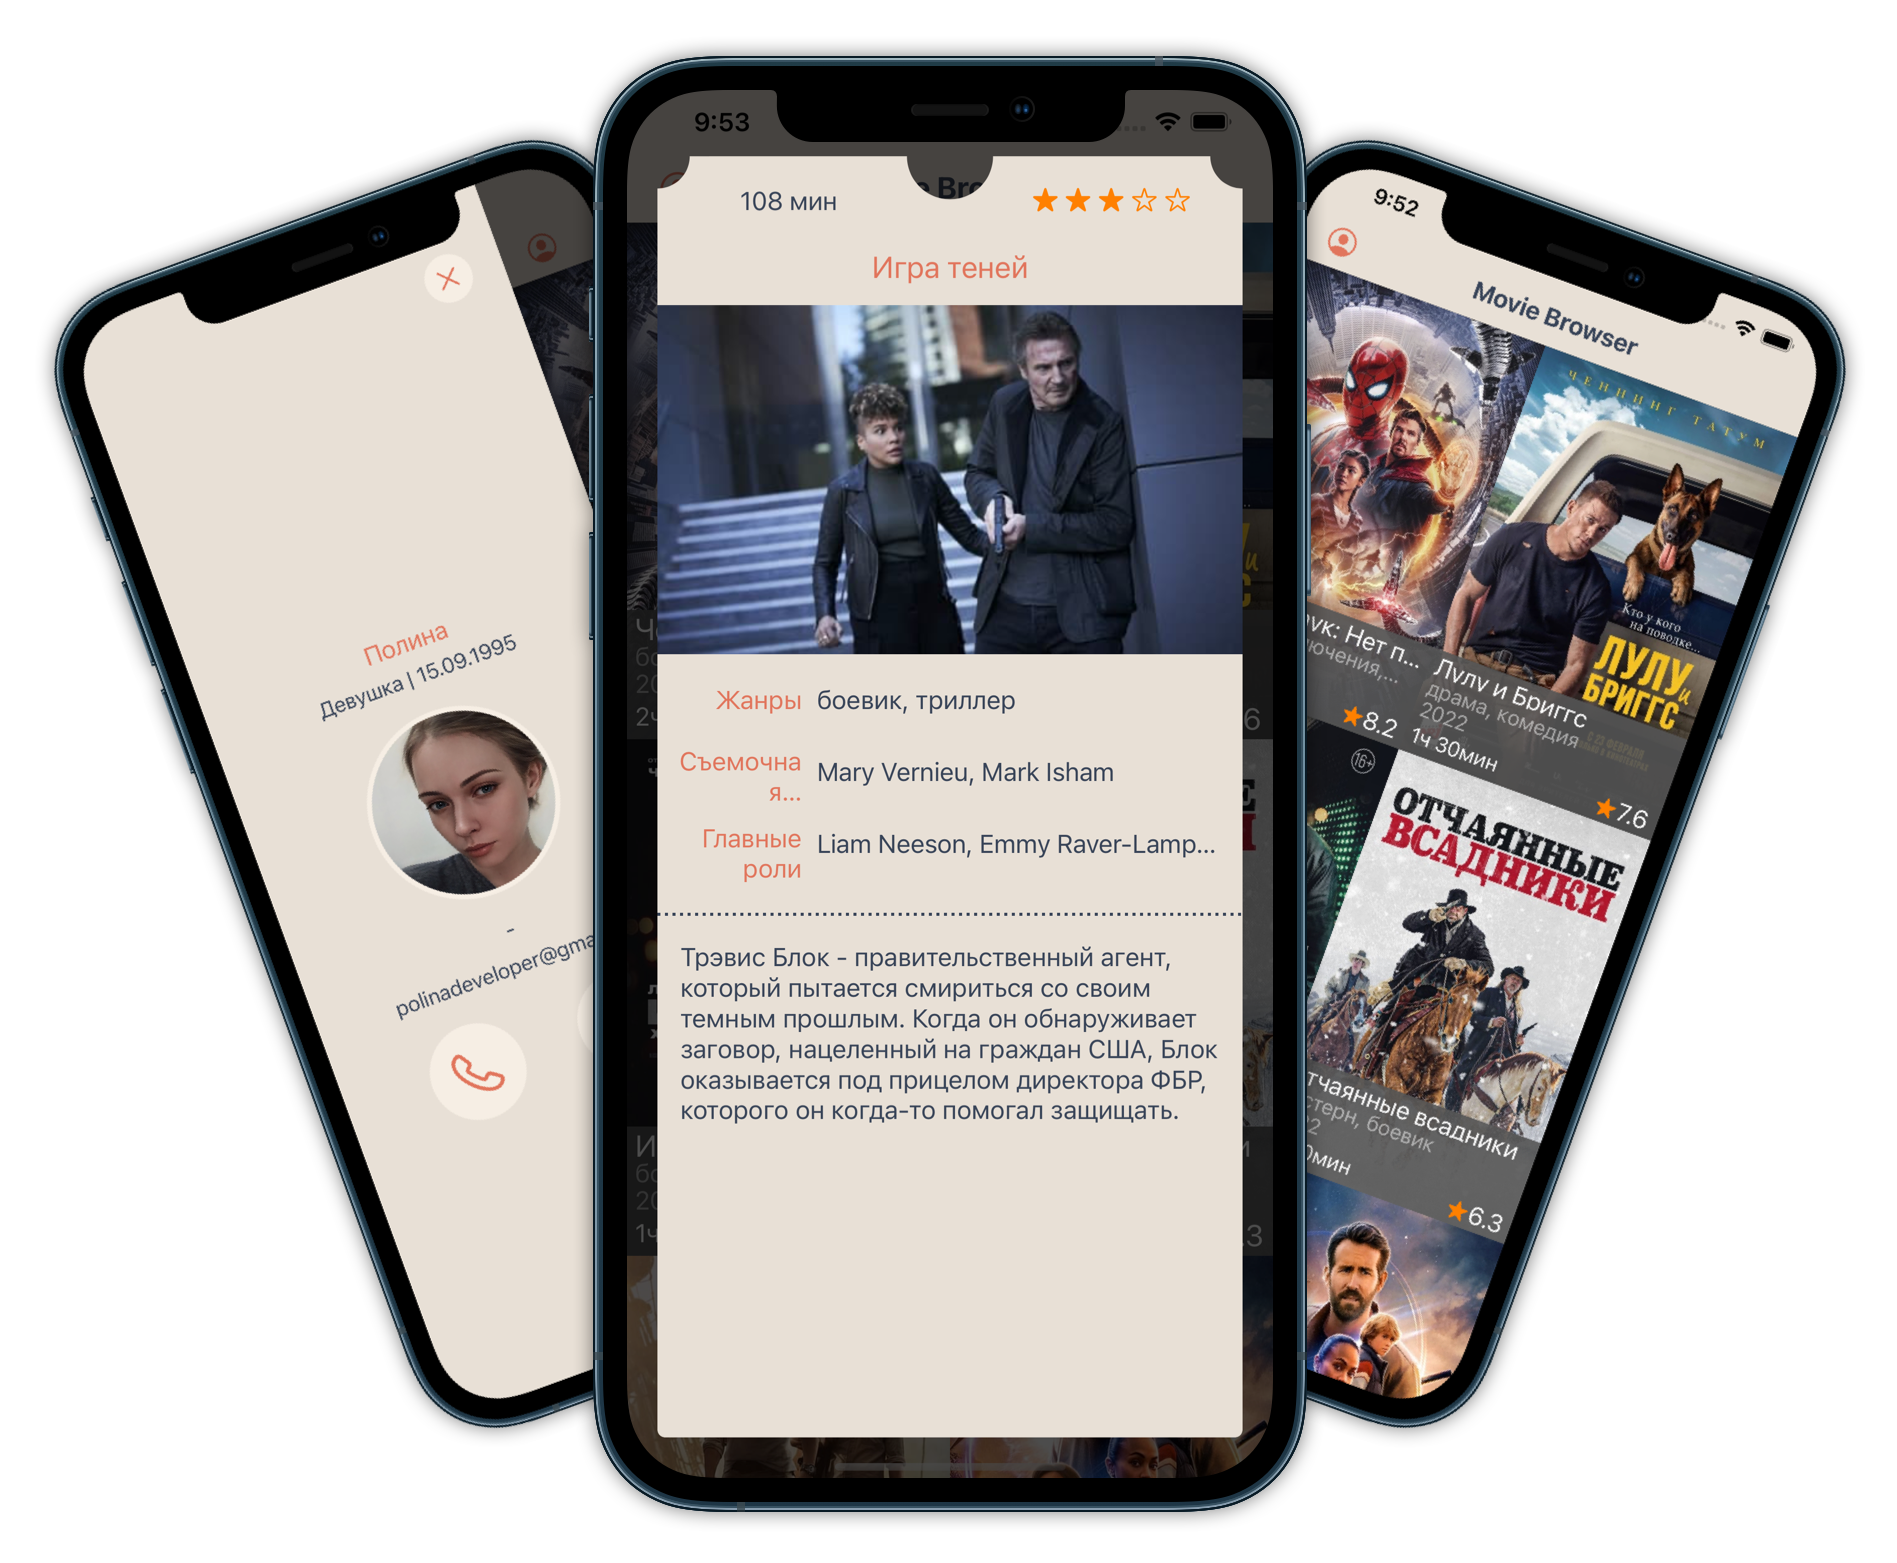 Полина
Девушка | 15.09.1995
-
polinadeveloper@gma
9:53
Bro
108 мин
Игра теней
Жанры
боевик, триллер
Съемочна
я...
Mary Vernieu, Mark Isham
Главные
роли
Liam Neeson, Emmy Raver-Lamp...
Трэвис Блок - правительственный агент,
который пытается смириться со своим
темным прошлым. Когда он обнаруживает
заговор, нацеленный на граждан США, Блок
оказывается под прицелом директора ФБР,
которого он когда-то помогал защищать.
9:52
Movie Browser
ЧЕННИНГ ТАТУМ
Кто у кого
на поводке...
ЛУЛУ и
БРИГГС
аук: Нет п...
ючения,...
8.2
Лулу и Бриггс
драма, комедия
2022
1ч 30мин
7.6
16+
ОТЧАЯННЫЕ
ВСАДНИКИ
тчаянные всадники
стерн, боевик
2
0мин
6.3